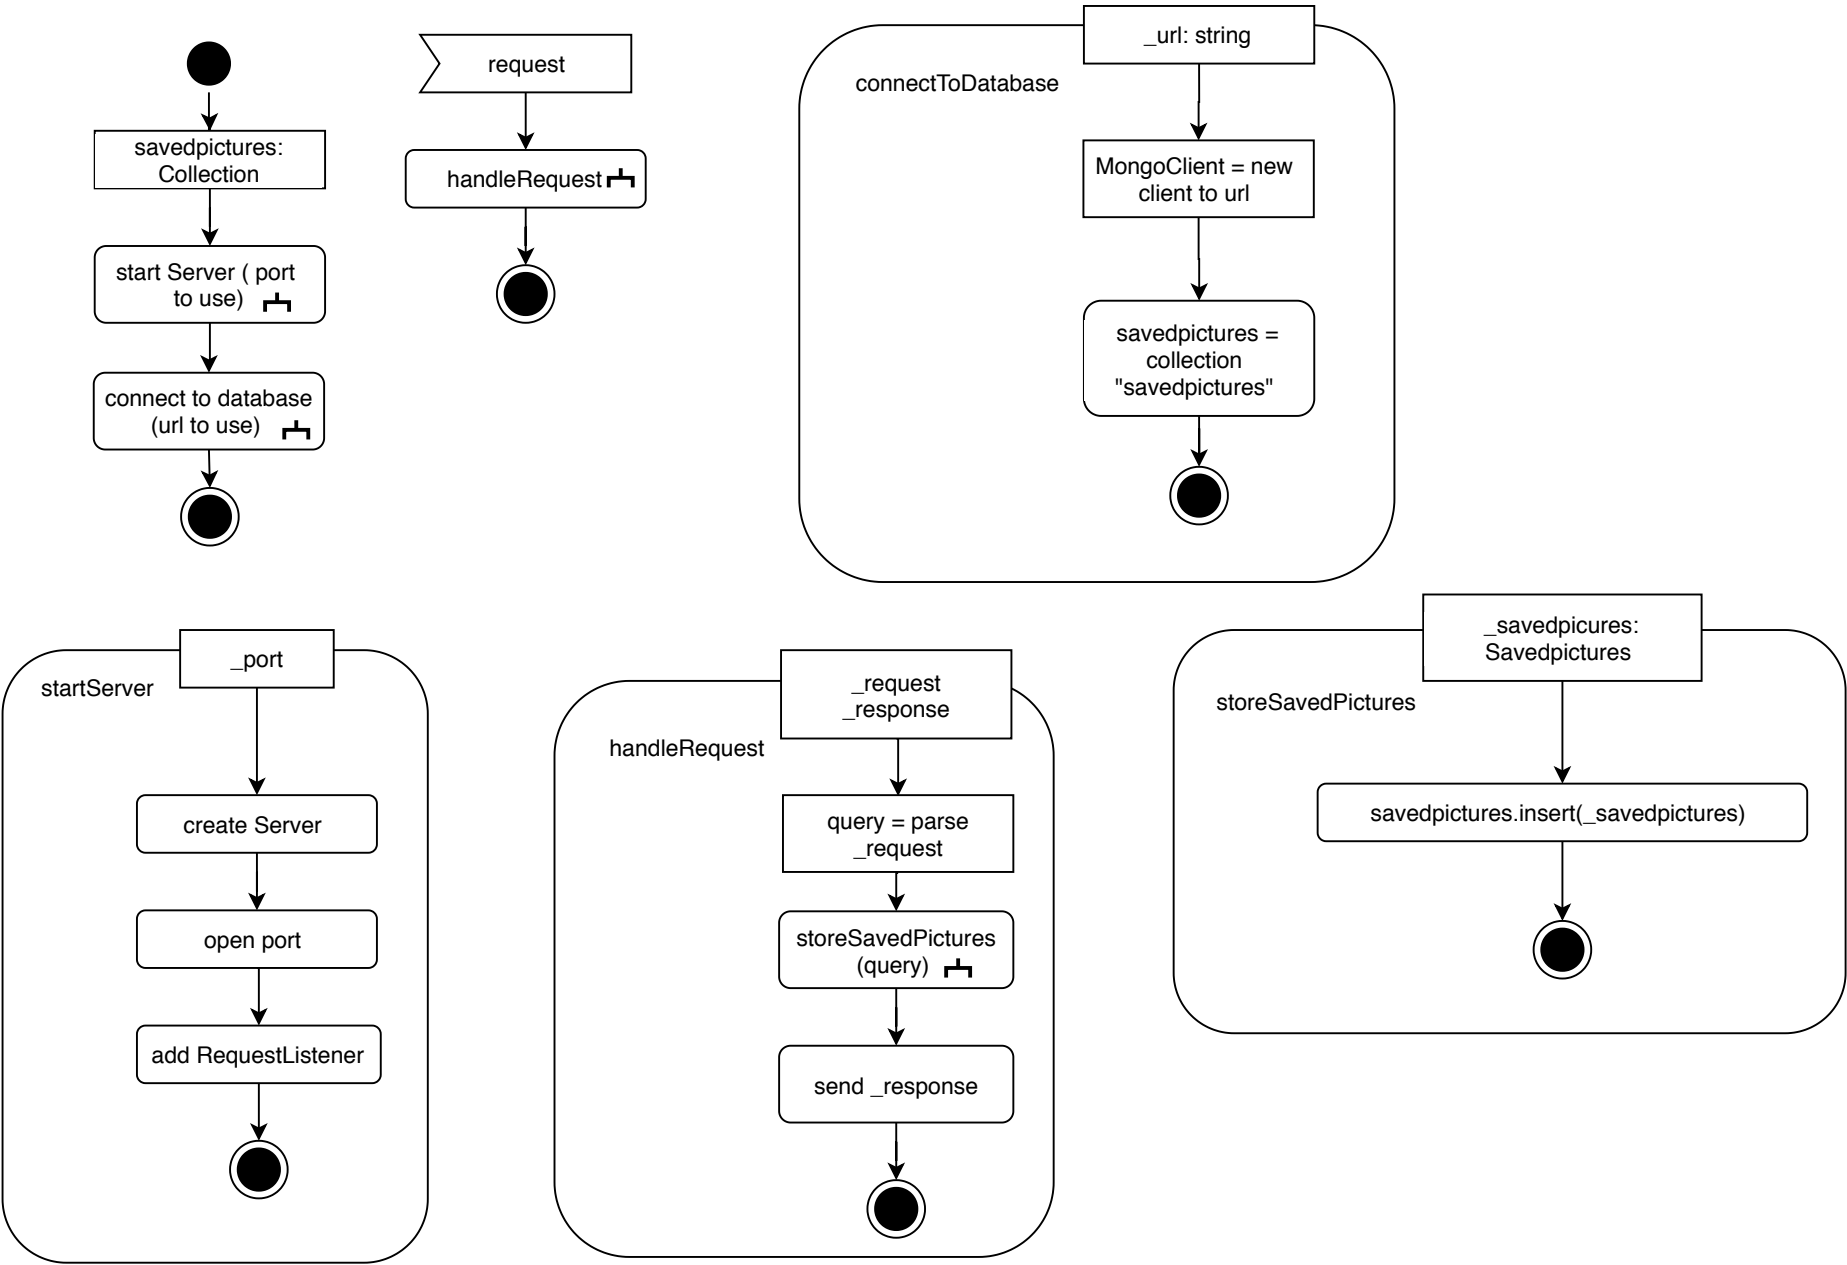 savedpictures:
Collection
start Server ( port
to use)
connect to database
(url to use)
request
handleRequest
_url: string
connectToDatabase
MongoClient = new
client to url
savedpictures =
collection
"savedpictures"
_port
startServer
create Server
open port
add RequestListener
_request
_response
handleRequest
query = parse
_request
storeSavedPictures
(query)
send _response
_savedpicures:
Savedpictures
storeSavedPictures
savedpictures.insert(_savedpictures)